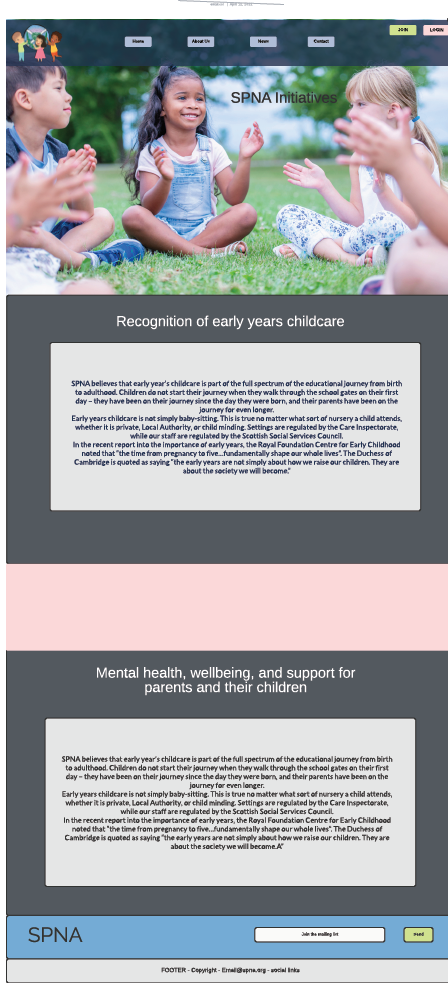 JOIN
LOGIN
Home
About Us
News
Contact
SPNA Initiatives
Recognition of early years childcare
SPNA believes that early year's childcare is part of the full spectrum of the educational journey from birth
to adulthood. Children do not start their journey when they walk through the school gates on their first
day – they have been on their journey since the day they were born, and their parents have been on the
journey for even longer.
Early years childcare is not simply baby-sitting. This is true no matter what sort of nursery a child attends,
whether it is private, Local Authority, or child minding. Settings are regulated by the Care Inspectorate,
while our staff are regulated by the Scottish Social Services Council.
In the recent report into the importance of early years, the Royal Foundation Centre for Early Childhood
noted that "the time from pregnancy to five...fundamentally shape our whole lives". The Duchess of
Cambridge is quoted as saying "the early years are not simply about how we raise our children. They are
about the society we will become."
Mental health, wellbeing, and support for
parents and their children
SPNA believes that early year's childcare is part of the full spectrum of the educational journey from birth
to adulthood. Children do not start their journey when they walk through the school gates on their first
day – they have been on their journey since the day they were born, and their parents have been on the
journey for even longer.
Early years childcare is not simply baby-sitting. This is true no matter what sort of nursery a child attends,
whether it is private, Local Authority, or child minding. Settings are regulated by the Care Inspectorate,
while our staff are regulated by the Scottish Social Services Council.
In the recent report into the importance of early years, the Royal Foundation Centre for Early Childhood
noted that "the time from pregnancy to five...fundamentally shape our whole lives". The Duchess of
Cambridge is quoted as saying "the early years are not simply about how we raise our children. They are
about the society we will become.A"
SPNA
Join the mailing list
send
FOOTER - Copyright - Email@spna.org - social links